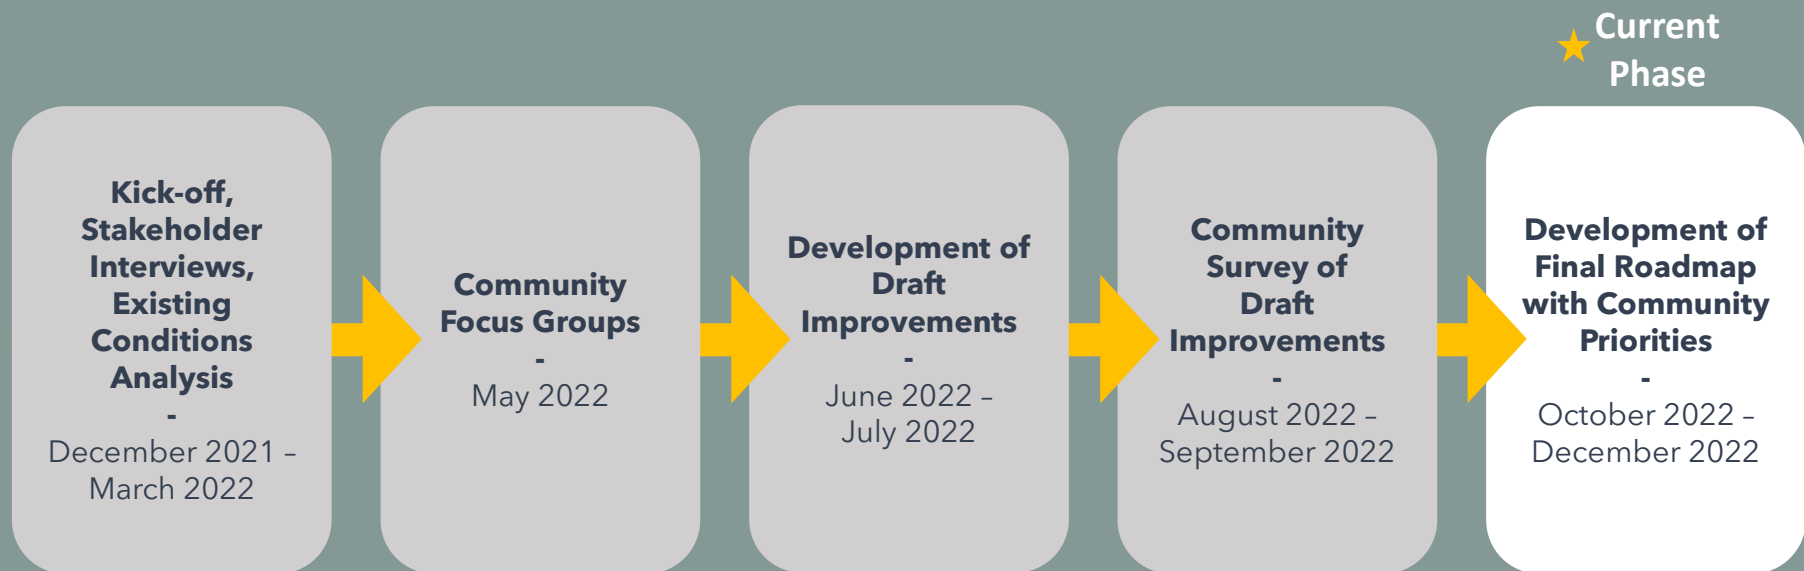 Current
Phase
Kick-off,
Stakeholder
Interviews,
Existing
Conditions
Analysis
-
December 2021 –
March 2022
Community
Focus Groups
-
May 2022
Development of
Draft
Improvements
-
June 2022 –
July 2022
Community
Survey of
Draft
Improvements
-
August 2022 –
September 2022
Development of
Final Roadmap
with Community
Priorities
-
October 2022 –
December 2022